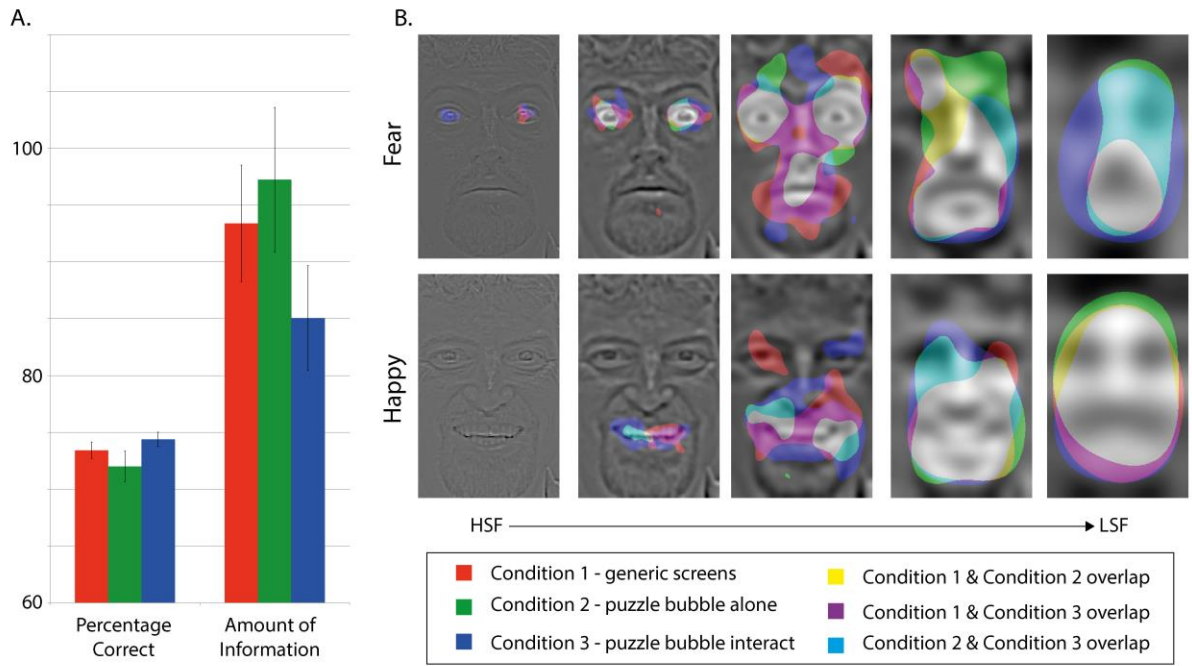 A.
100
80
60
Percentage
Correct
Amount of
Information
B.
Fear
Happy
HSF
LSF
Condition 1 - generic screens
Condition 2 - puzzle bubble alone
Condition 3 - puzzle bubble interact
Condition 1 & Condition 2 overlap
Condition 1 & Condition 3 overlap
Condition 2 & Condition 3 overlap